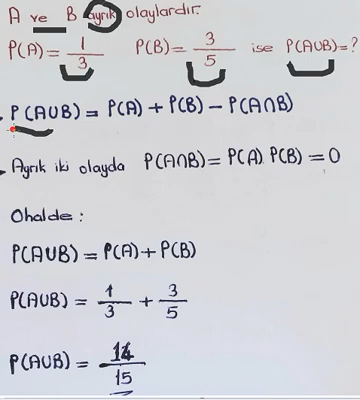 A ve B ayrık olaylardır.
P(A) = 1/3 P(B) = 3/5 ise P(AUB) = ?
P(AUB) = P(A) + P(B) - P(A∩B)
Ayrık iki olayda P(A∩B) = P(A) P(B) = 0
Ohalde :
P(AUB) = P(A) + P(B)
P(AUB) = 1/3 + 3/5
P(AUB) = 14/15